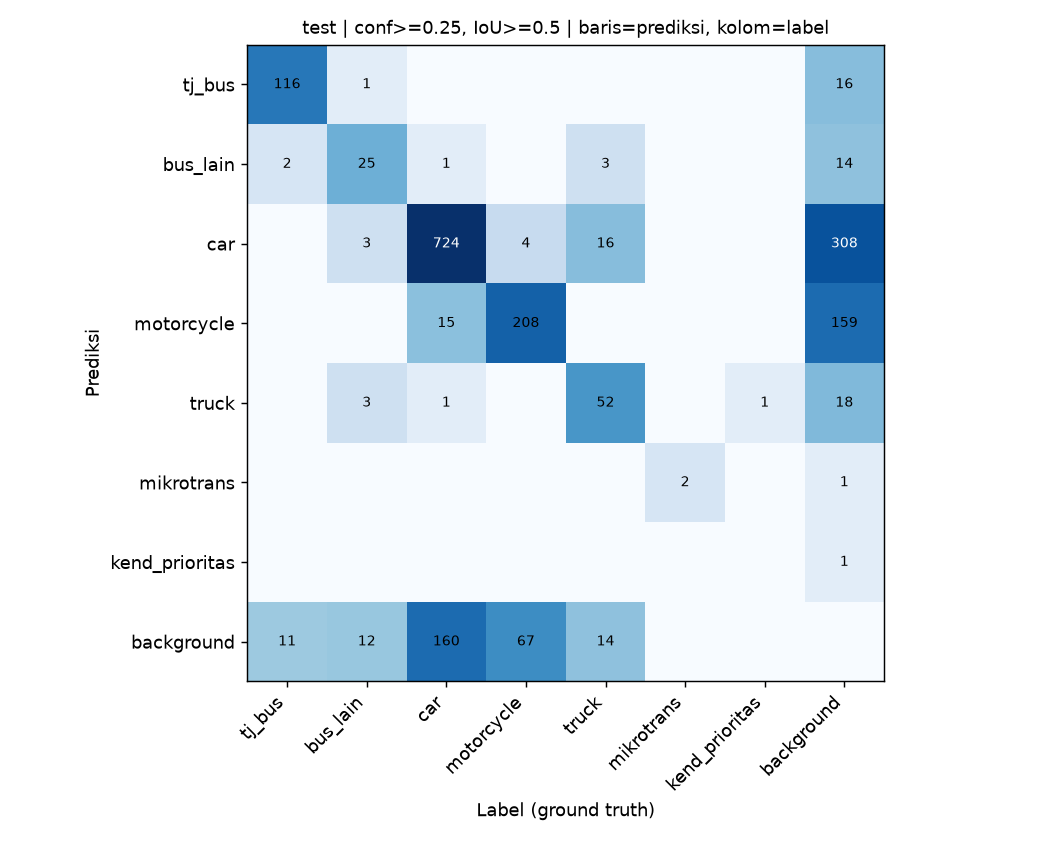 test | conf>=0.25, IoU>=0.5 | baris=prediksi, kolom=label
tj_bus 116 1 16
bus_lain 2 25 1 3 14
car 3 724 4 16 308
motorcycle 15 208 159
truck 3 1 52 1 18
mikrotrans 2 1
kend_prioritas 1
background 11 12 160 67 14
Prediksi
tj_bus
bus_lain
car
motorcycle
truck
mikrotrans
kend_prioritas
background
Label (ground truth)